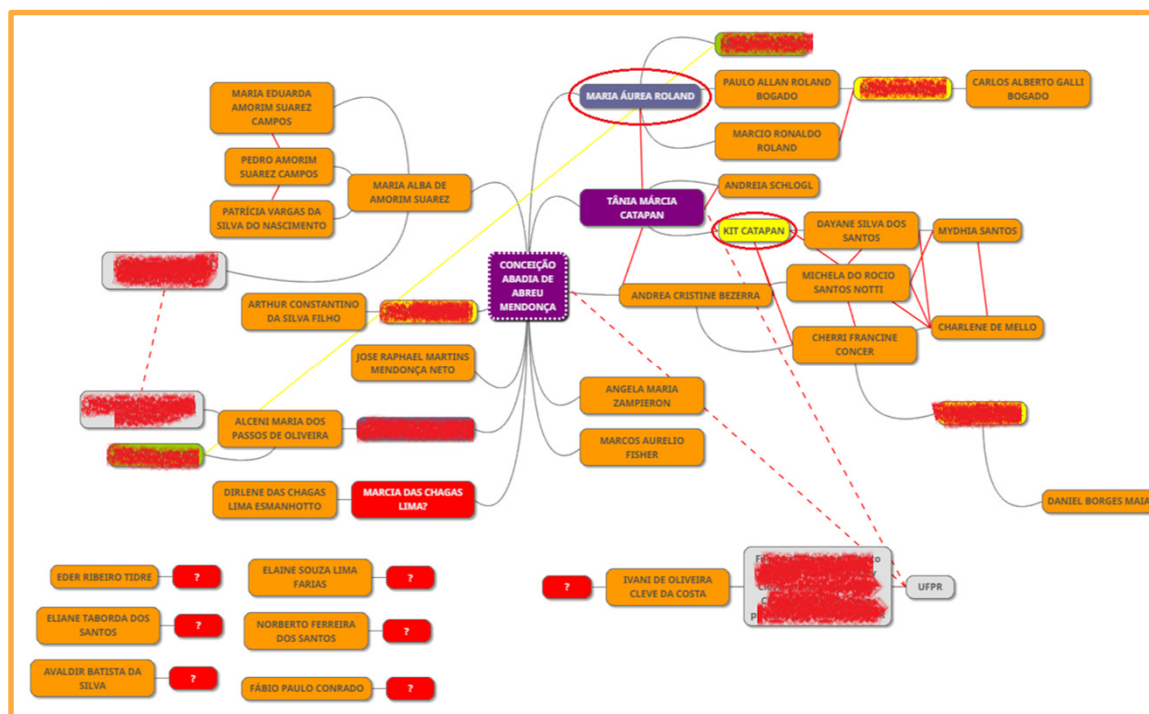 MARIA EDUARDA
AMORIM SUAREZ
CAMPOS
PEDRO AMORIM
SUAREZ CAMPOS
PATRÍCIA VARGAS DA
SILVA DO NASCIMENTO
MARIA ALBA DE
AMORIM SUAREZ
MARIA ÁUREA ROLAND
PAULO ALLAN ROLAND
BOGADO
CARLOS ALBERTO GALLI
BOGADO
MARCIO RONALDO
ROLAND
TÂNIA MÁRCIA
CATAPAN
ANDREIA SCHLOGL
KIT CATAPAN
DAYANE SILVA DOS
SANTOS
MYDHIA SANTOS
CONCEIÇÃO
ABADIA DE
ABREU
MENDONÇA
ANDREA CRISTINE BEZERRA
MICHELA DO ROCIO
SANTOS NOTTI
CHARLENE DE MELLO
CHERRI FRANCINE
CONCER
ARTHUR CONSTANTINO
DA SILVA FILHO
JOSE RAPHAEL MARTINS
MENDONÇA NETO
ANGELA MARIA
ZAMPIERON
MARCOS AURELIO
FISHER
ALCENI MARIA DOS
PASSOS DE OLIVEIRA
DIRLENE DAS CHAGAS
LIMA ESMANHOTTO
MARCIA DAS CHAGAS
LIMA?
DANIEL BORGES MAIA
EDER RIBEIRO TIDRE
?
ELAINE SOUZA LIMA
FARIAS
?
ELIANE TABORDA DOS
SANTOS
?
NORBERTO FERREIRA
DOS SANTOS
?
AVALDIR BATISTA DA
SILVA
?
FÁBIO PAULO CONRADO
?
?
IVANI DE OLIVEIRA
CLEVE DA COSTA
UFPR